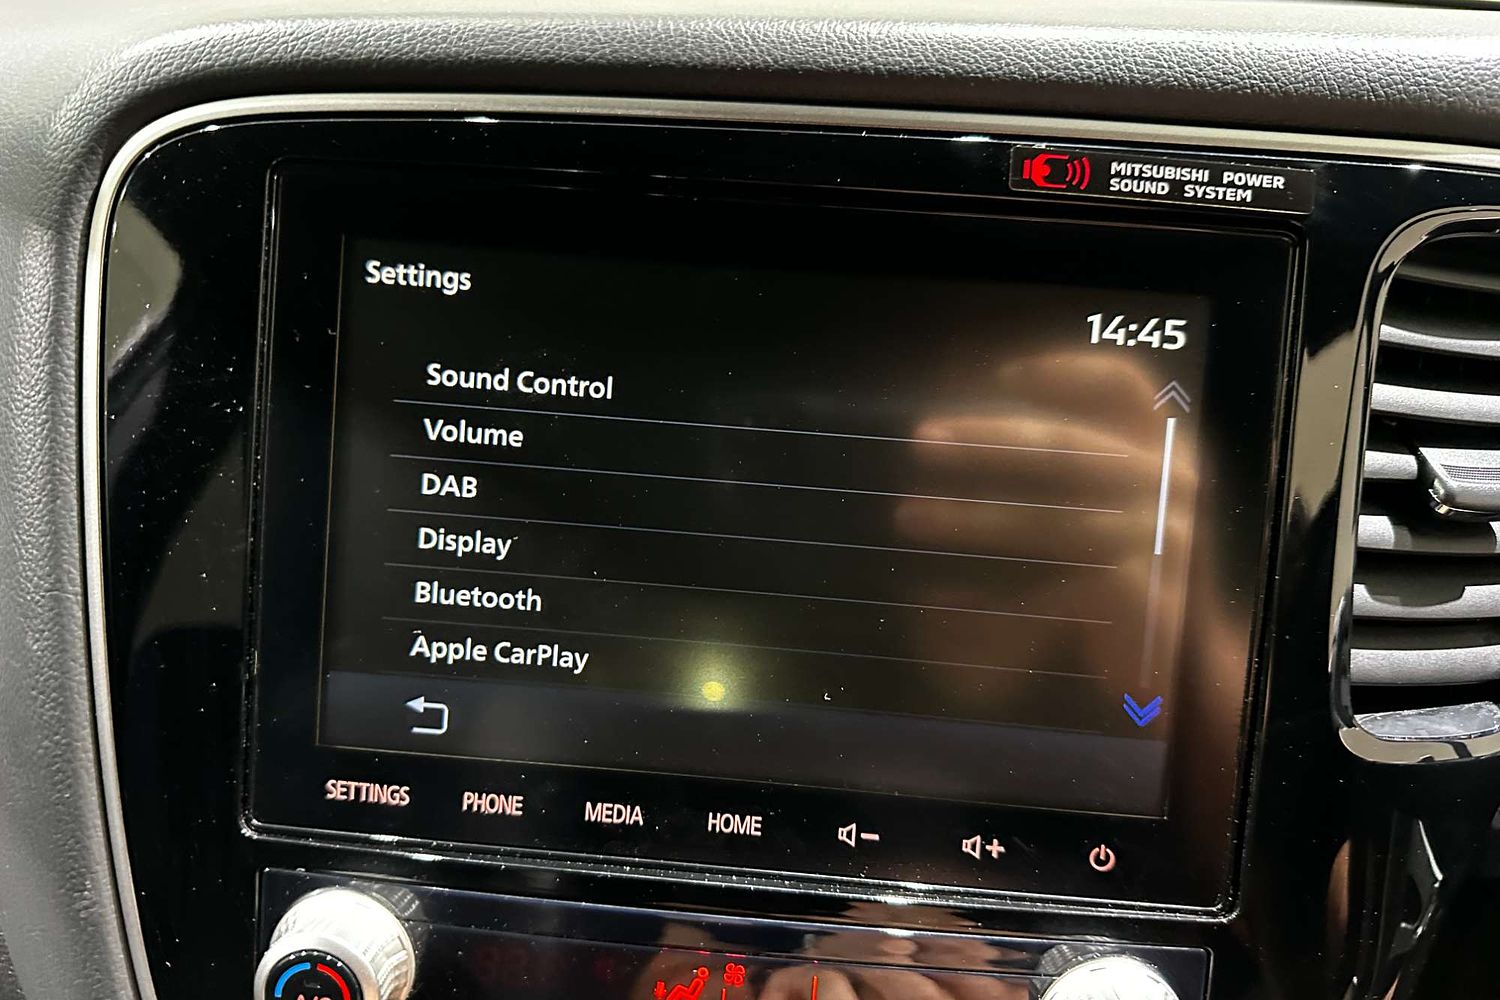 MITSUBISHI POWER
SOUND SYSTEM
Settings
14:45
Sound Control
Volume
DAB
Display
Bluetooth
Apple CarPlay
SETTINGS PHONE MEDIA HOME